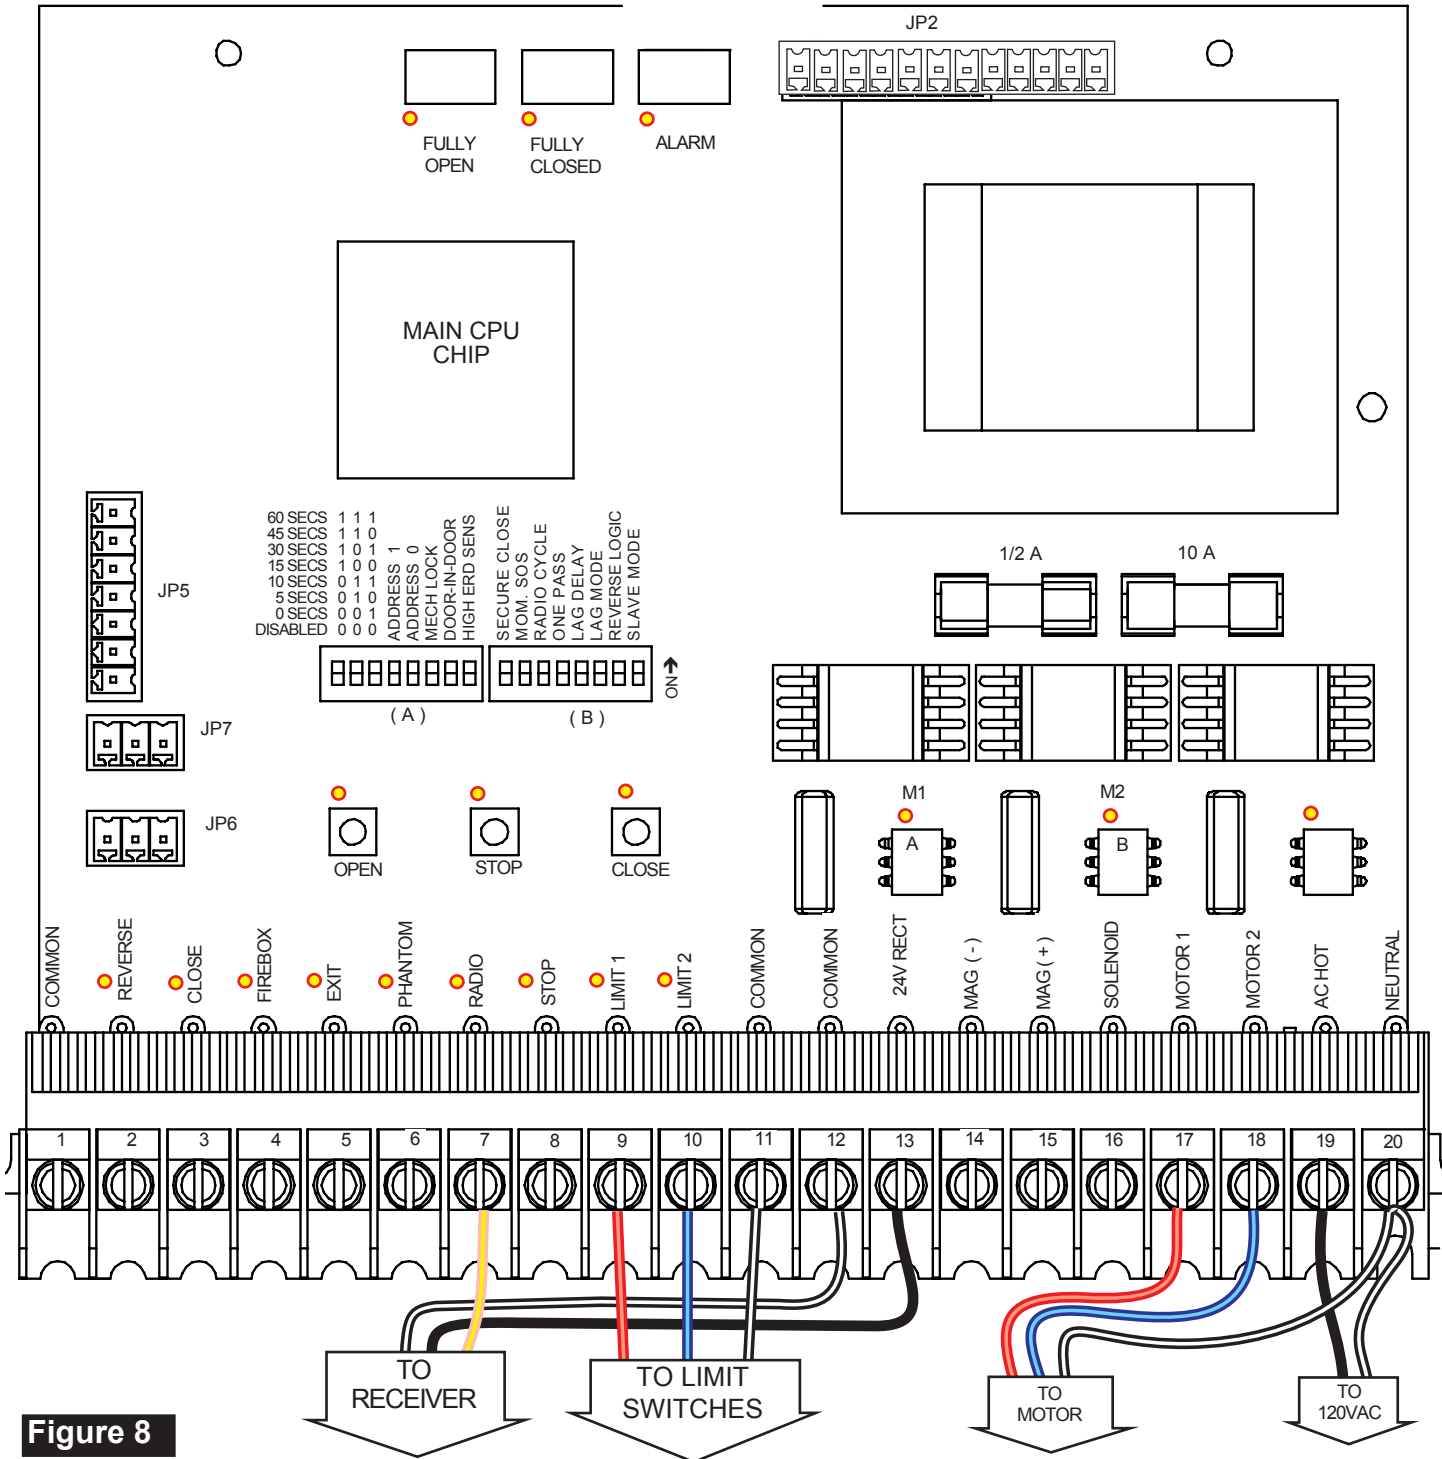 JP2
FULLY
OPEN
FULLY
CLOSED
ALARM
MAIN CPU
CHIP
60 SECS 1 1 1
45 SECS 1 1 0
30 SECS 1 0 1
15 SECS 1 0 0
10 SECS 0 1 1
5 SECS 0 1 0
0 SECS 0 0 1
DISABLED 0 0 0
ADDRESS 1
ADDRESS 0
MECH LOCK
DOOR-IN-DOOR
HIGH ERD SENS
SECURE CLOSE
MOM. SOS
RADIO CYCLE
ONE PASS
LAG DELAY
LAG MODE
REVERSE LOGIC
SLAVE MODE
ON
( A )
( B )
JP5
JP7
JP6
1/2 A
10 A
OPEN
STOP
CLOSE
M1
A
M2
B
COMMON
REVERSE
CLOSE
FIREBOX
EXIT
PHANTOM
RADIO
STOP
LIMIT 1
LIMIT 2
COMMON
COMMON
24V RECT
MAG ( - )
MAG ( + )
SOLENOID
MOTOR 1
MOTOR 2
AC HOT
NEUTRAL
1 2 3 4 5 6 7 8 9 10 11 12 13 14 15 16 17 18 19 20
TO
RECEIVER
TO LIMIT
SWITCHES
TO
MOTOR
TO
120VAC
Figure 8